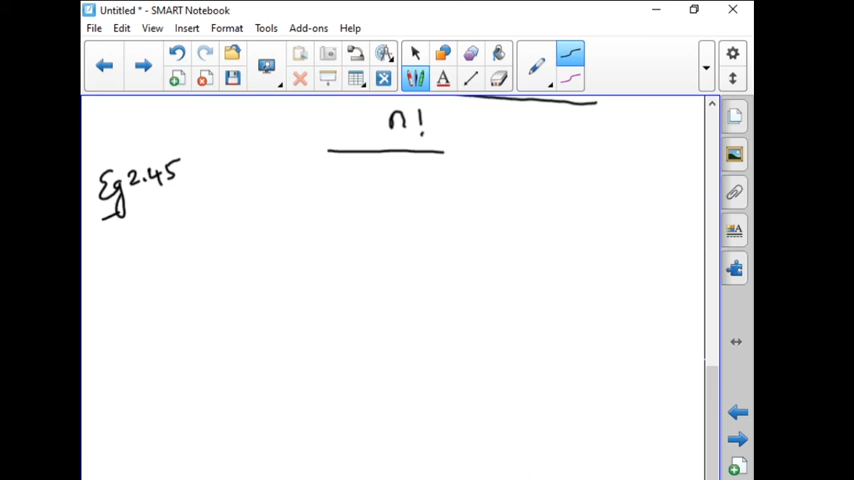 Untitled * - SMART Notebook
File Edit View Insert Format Tools Add-ons Help
n!
Eg 2.45